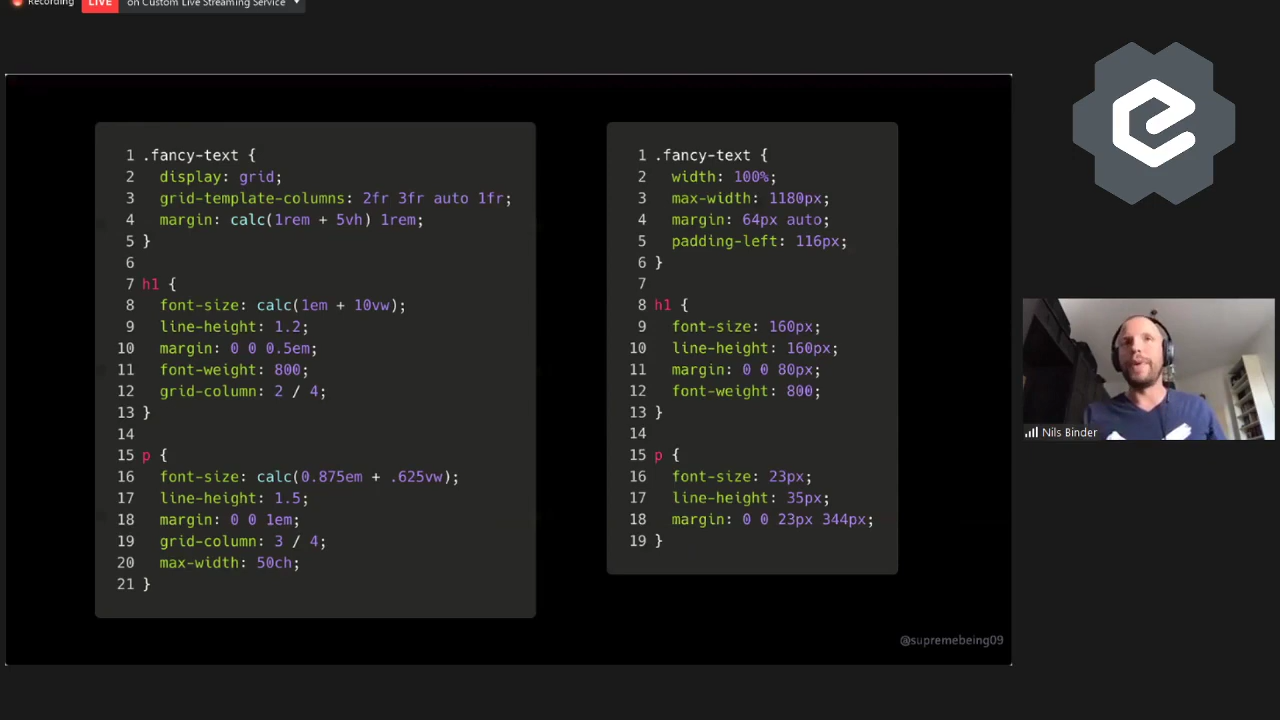 Recording LIVE on Custom Live Streaming Service
1 .fancy-text {
2 display: grid;
3 grid-template-columns: 2fr 3fr auto 1fr;
4 margin: calc(1rem + 5vh) 1rem;
5 }
6
7 h1 {
8 font-size: calc(1em + 10vw);
9 line-height: 1.2;
10 margin: 0 0 0.5em;
11 font-weight: 800;
12 grid-column: 2 / 4;
13 }
14
15 p {
16 font-size: calc(0.875em + .625vw);
17 line-height: 1.5;
18 margin: 0 0 1em;
19 grid-column: 3 / 4;
20 max-width: 50ch;
21 }
1 .fancy-text {
2 width: 100%;
3 max-width: 1180px;
4 margin: 64px auto;
5 padding-left: 116px;
6 }
7
8 h1 {
9 font-size: 160px;
10 line-height: 160px;
11 margin: 0 0 80px;
12 font-weight: 800;
13 }
14
15 p {
16 font-size: 23px;
17 line-height: 35px;
18 margin: 0 0 23px 344px;
19 }
@supremebeing09
Nils Binder